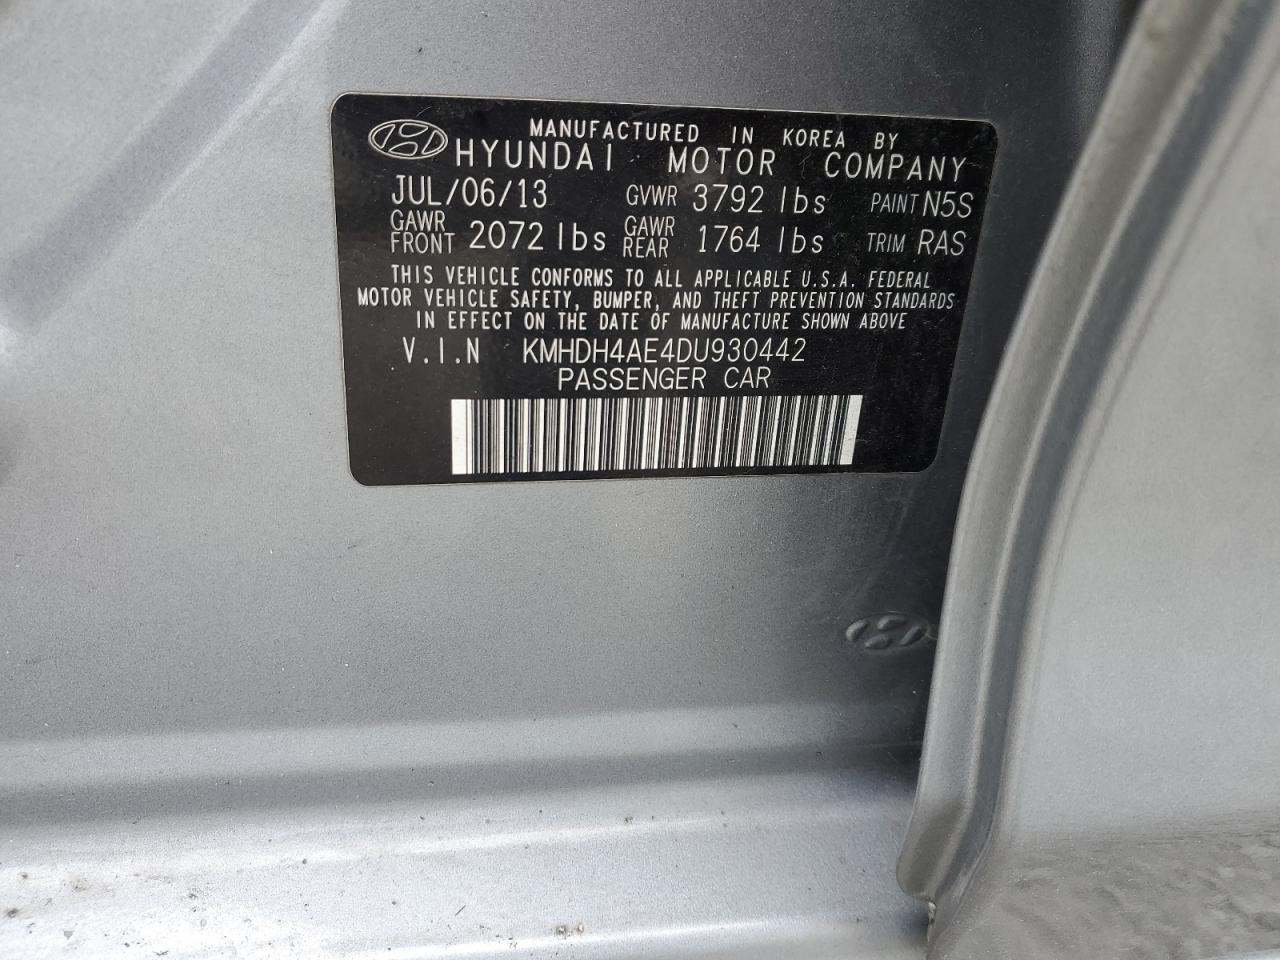 MANUFACTURED IN KOREA BY
HYUNDAI MOTOR COMPANY
JUL/06/13 GVWR 3792 lbs PAINT N5S
GAWR FRONT 2072 lbs GAWR REAR 1764 lbs TRIM RAS
THIS VEHICLE CONFORMS TO ALL APPLICABLE U.S.A. FEDERAL
MOTOR VEHICLE SAFETY, BUMPER, AND THEFT PREVENTION STANDARDS
IN EFFECT ON THE DATE OF MANUFACTURE SHOWN ABOVE
V.I.N KMHDH4AE4DU930442
PASSENGER CAR